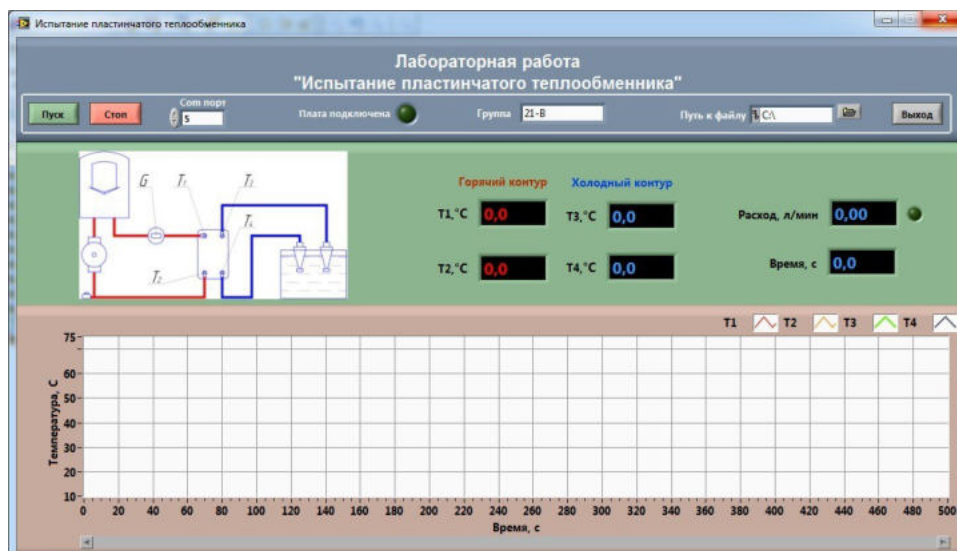 Испытание пластинчатого теплообменника
Лабораторная работа
"Испытание пластинчатого теплообменника"
Пуск Стоп Com порт 5 Плата подключена Группа 21-В Путь к файлу C:\ Выход
G T₁ T₃
T₄
T₂
Горячий контур Холодный контур
T1,°C 0,0 T3,°C 0,0 Расход, л/мин 0,00
T2,°C 0,0 T4,°C 0,0 Время, с 0,0
T1 T2 T3 T4
Температура, С
75
60
50
40
30
20
10
0 20 40 60 80 100 120 140 160 180 200 220 240 260 280 300 320 340 360 380 400 420 440 460 480 500
Время, с